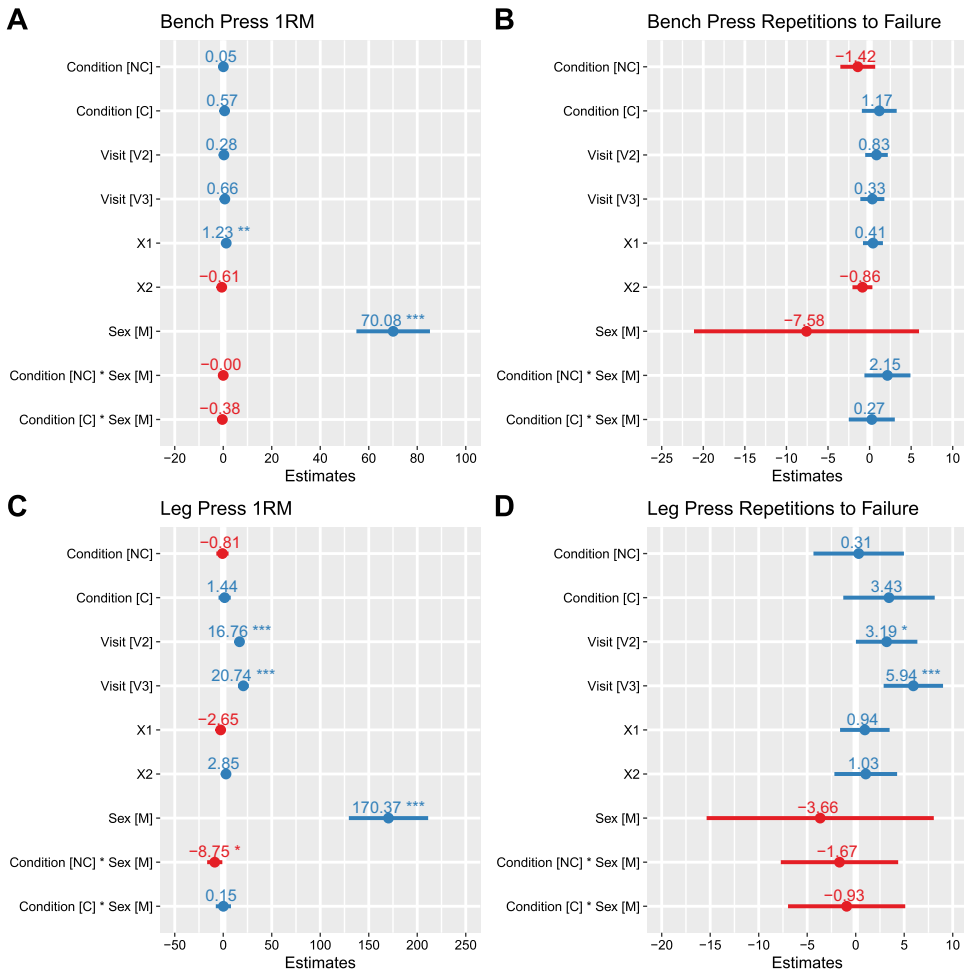 A
Bench Press 1RM
Condition [NC]
0.05
Condition [C]
0.57
Visit [V2]
0.28
Visit [V3]
0.66
X1
1.23 **
X2
−0.61
Sex [M]
70.08 ***
Condition [NC] * Sex [M]
−0.00
Condition [C] * Sex [M]
−0.38
−20 0 20 40 60 80 100
Estimates
B
Bench Press Repetitions to Failure
Condition [NC]
−1.42
Condition [C]
1.17
Visit [V2]
0.83
Visit [V3]
0.33
X1
0.41
X2
−0.86
Sex [M]
−7.58
Condition [NC] * Sex [M]
2.15
Condition [C] * Sex [M]
0.27
−25 −20 −15 −10 −5 0 5 10
Estimates
C
Leg Press 1RM
Condition [NC]
−0.81
Condition [C]
1.44
Visit [V2]
16.76 ***
Visit [V3]
20.74 ***
X1
−2.65
X2
2.85
Sex [M]
170.37 ***
Condition [NC] * Sex [M]
−8.75 *
Condition [C] * Sex [M]
0.15
−50 0 50 100 150 200 250
Estimates
D
Leg Press Repetitions to Failure
Condition [NC]
0.31
Condition [C]
3.43
Visit [V2]
3.19 *
Visit [V3]
5.94 ***
X1
0.94
X2
1.03
Sex [M]
−3.66
Condition [NC] * Sex [M]
−1.67
Condition [C] * Sex [M]
−0.93
−20 −15 −10 −5 0 5 10
Estimates